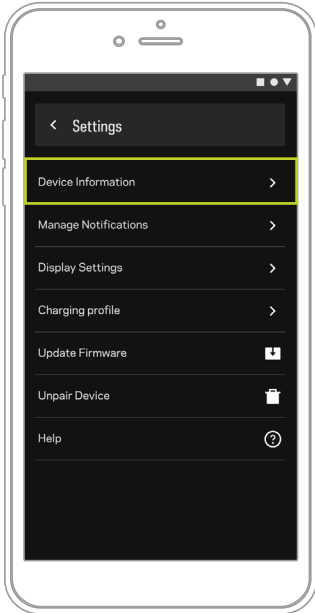 Settings
Device Information
Manage Notifications
Display Settings
Charging profile
Update Firmware
Unpair Device
Help